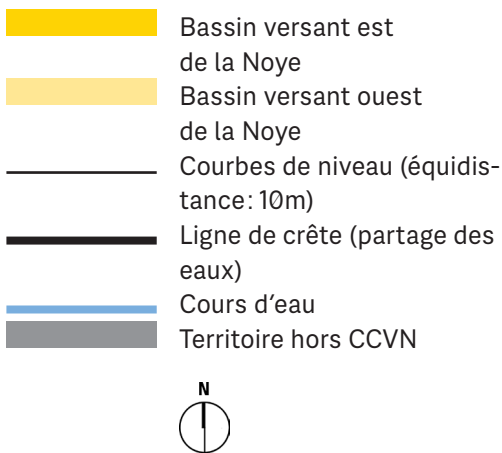 Bassin versant est
de la Noye
Bassin versant ouest
de la Noye
Courbes de niveau (équidis-
tance: 10m)
Ligne de crête (partage des
eaux)
Cours d’eau
Territoire hors CCVN
N